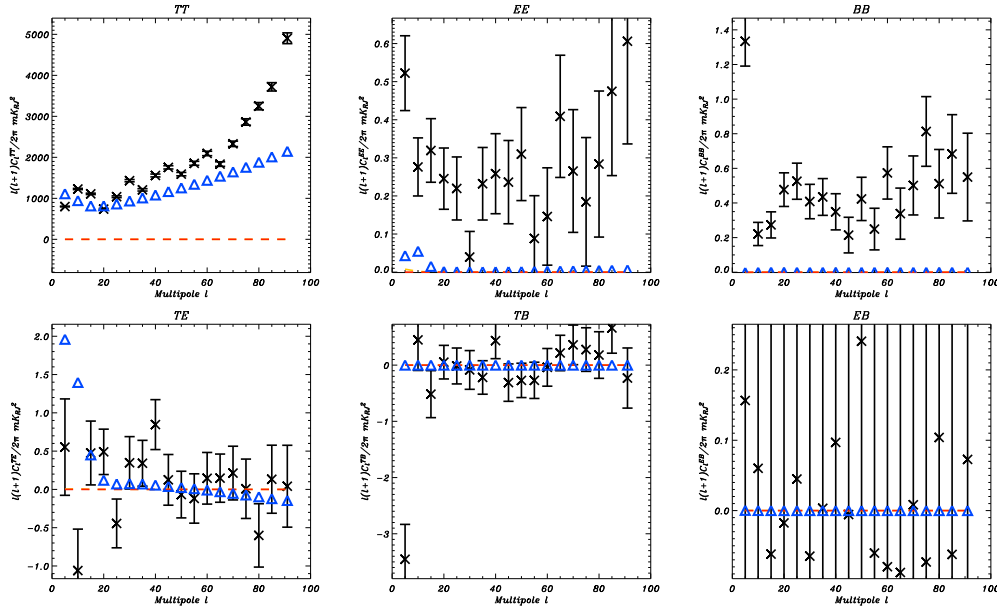 TT
EE
BB
5000
4000
3000
2000
1000
0
l(l+1)C_l^TT/2π mK_RJ^2
0 20 40 60 80 100
Multipole l
0.6
0.5
0.4
0.3
0.2
0.1
0.0
l(l+1)C_l^EE/2π mK_RJ^2
0 20 40 60 80 100
Multipole l
1.4
1.2
1.0
0.8
0.6
0.4
0.2
0.0
l(l+1)C_l^BB/2π mK_RJ^2
0 20 40 60 80 100
Multipole l
TE
TB
EB
2.0
1.5
1.0
0.5
0.0
−0.5
−1.0
l(l+1)C_l^TE/2π mK_RJ^2
0 20 40 60 80 100
Multipole l
0
−1
−2
−3
l(l+1)C_l^TB/2π mK_RJ^2
0 20 40 60 80 100
Multipole l
0.2
0.1
0.0
l(l+1)C_l^EB/2π mK_RJ^2
0 20 40 60 80 100
Multipole l